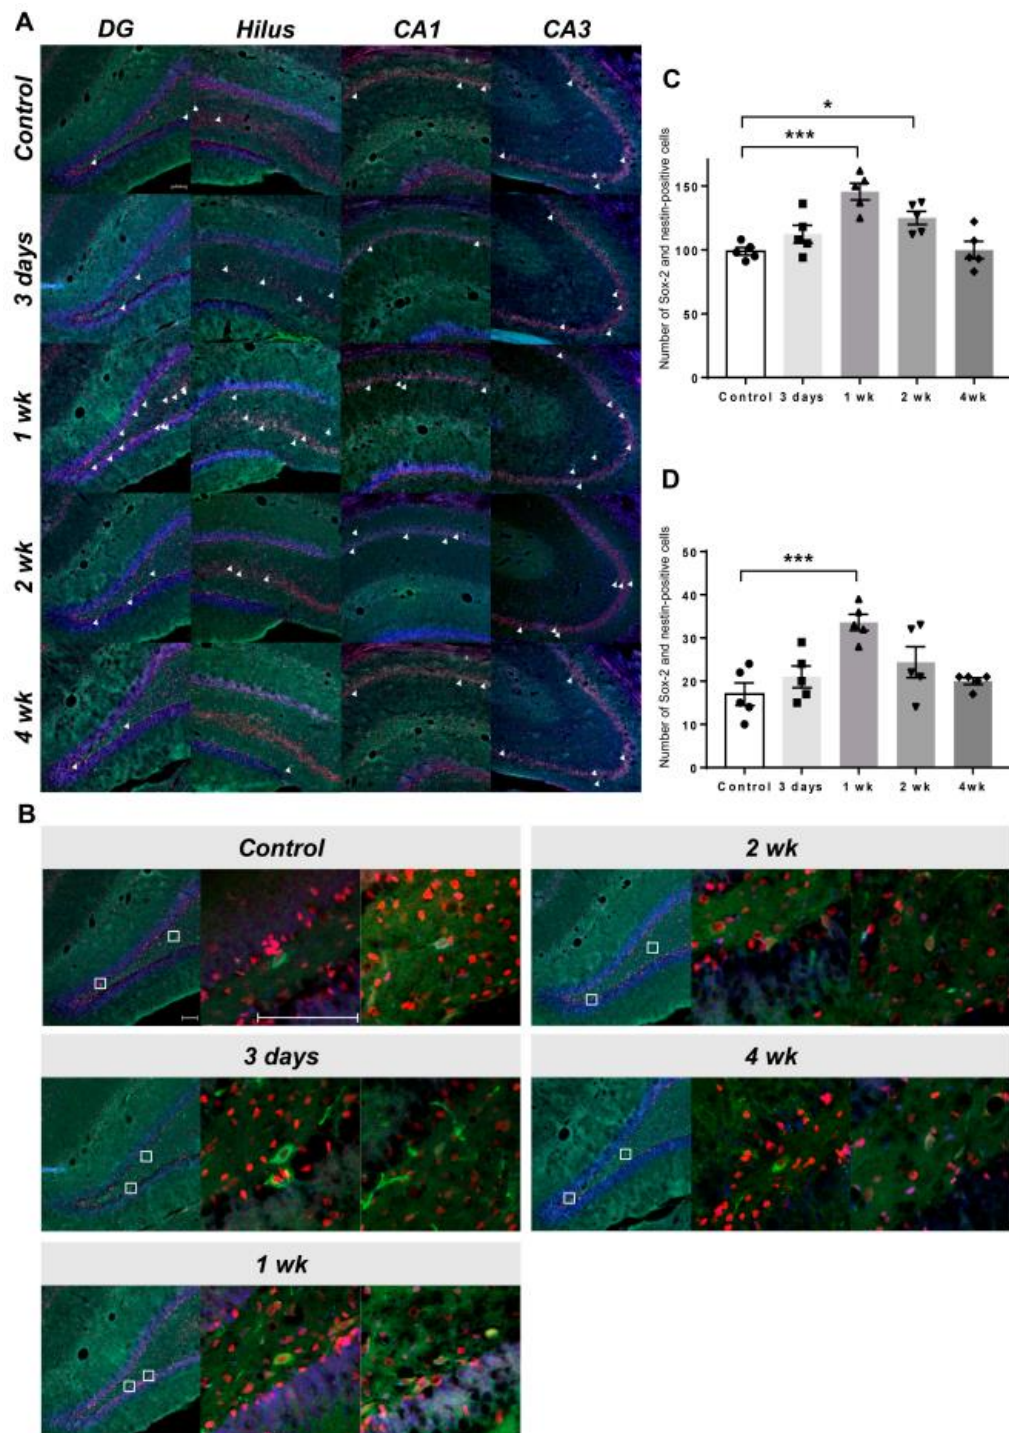 A
DG Hilus CA1 CA3
Control
3 days
1 wk
2 wk
4 wk
C
Number of Sox-2 and nestin-positive cells
150
100
50
0
*
***
Control 3 days 1 wk 2 wk 4wk
D
Number of Sox-2 and nestin-positive cells
50
40
30
20
10
0
***
Control 3 days 1 wk 2 wk 4wk
B
Control
2 wk
3 days
4 wk
1 wk